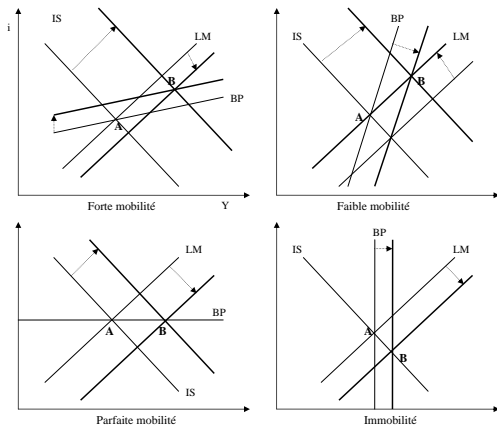 i
IS
LM
B
A
BP
Forte mobilité
Y
BP
IS
LM
B
A
Faible mobilité
LM
BP
A
B
IS
Parfaite mobilité
BP
IS
LM
A
B
Immobilité